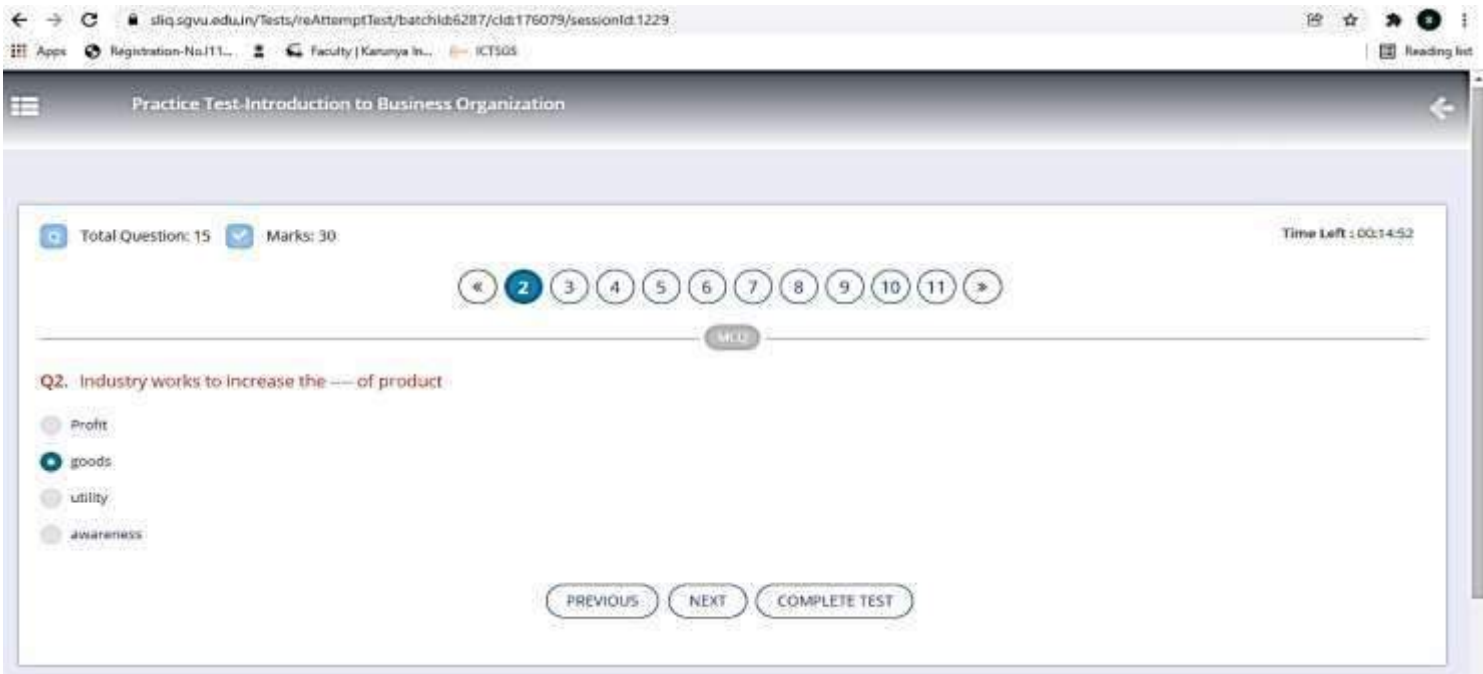 sliq.sgvu.edu.in/Tests/reAttemptTest/batchId:6287/cId:176079/sessionId:1229
Apps Registration-No.I11... Faculty | Karunya In... ICTSGS Reading list
Practice Test-Introduction to Business Organization
Total Question: 15 Marks: 30 Time Left : 00:14:52
« 2 3 4 5 6 7 8 9 10 11 »
MCQ
Q2. Industry works to increase the ---- of product
Profit
goods
utility
awareness
PREVIOUS NEXT COMPLETE TEST